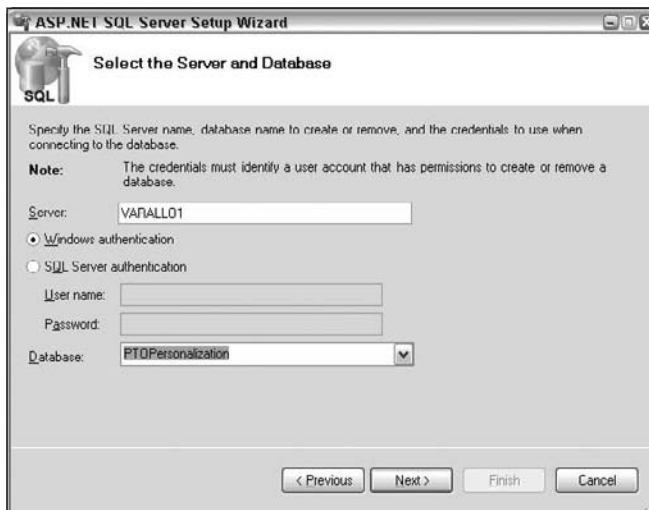 ASP.NET SQL Server Setup Wizard
Select the Server and Database
SQL
Specify the SQL Server name, database name to create or remove, and the credentials to use when
connecting to the database.
Note: The credentials must identify a user account that has permissions to create or remove a
database.
Server: VARALLO1
Windows authentication
SQL Server authentication
User name:
Password:
Database: PTOPersonalization
< Previous Next > Finish Cancel